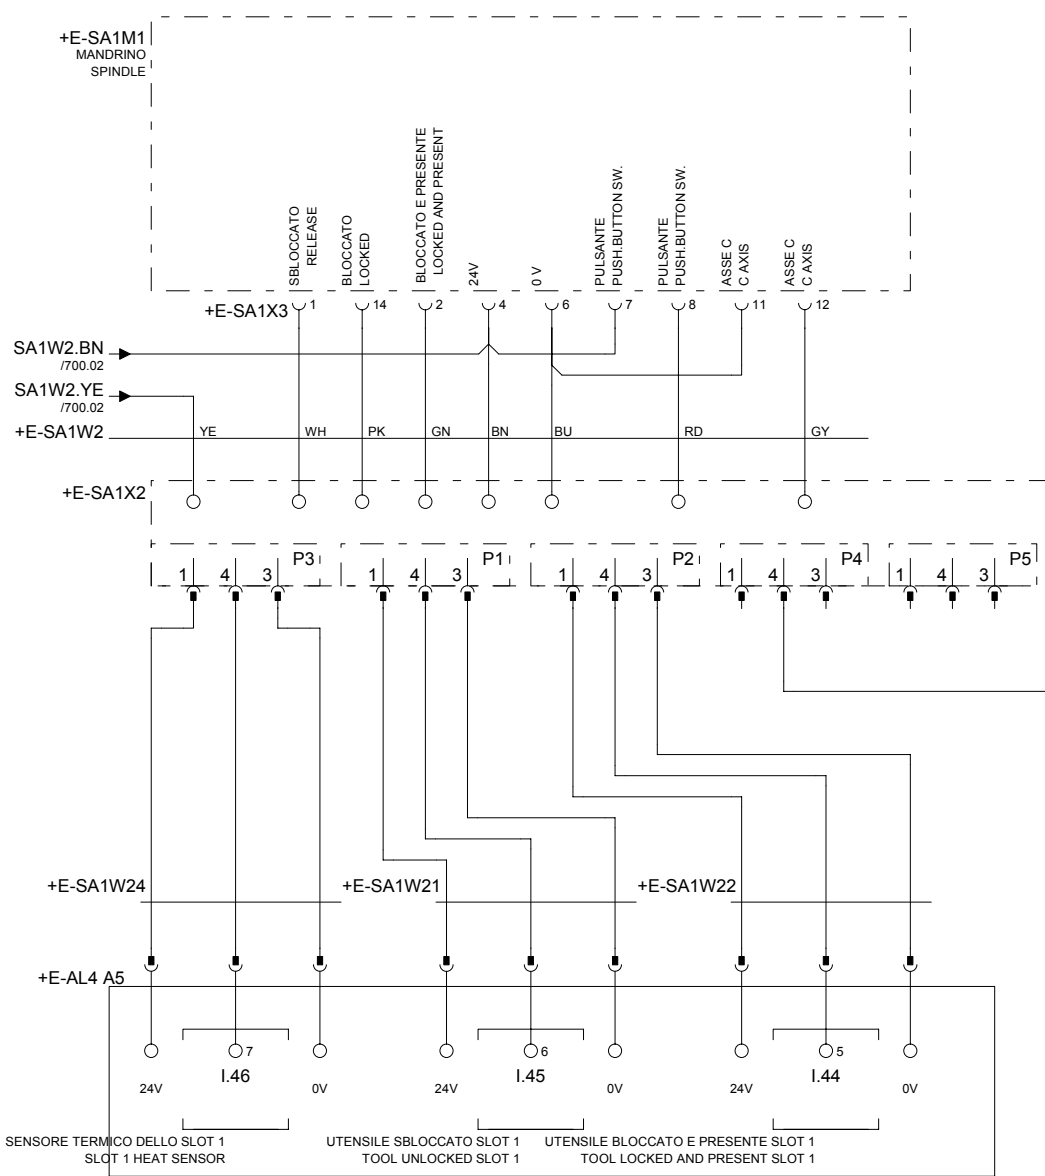 +E-SA1M1
MANDRINO
SPINDLE
SBLOCCATO
RELEASE
BLOCCATO
LOCKED
BLOCCATO E PRESENTE
LOCKED AND PRESENT
24V
0 V
PULSANTE
PUSH.BUTTON SW.
PULSANTE
PUSH.BUTTON SW.
ASSE C
C AXIS
ASSE C
C AXIS
+E-SA1X3 1 14 2 4 6 7 8 11 12
SA1W2.BN
/700.02
SA1W2.YE
/700.02
+E-SA1W2 YE WH PK GN BN BU RD GY
+E-SA1X2
P3 P1 P2 P4 P5
1 4 3 1 4 3 1 4 3 1 4 3 1 4 3
+E-SA1W24 +E-SA1W21 +E-SA1W22
+E-AL4 A5
7 6 5
I.46 I.45 I.44
24V 0V 24V 0V 24V 0V
SENSORE TERMICO DELLO SLOT 1
SLOT 1 HEAT SENSOR
UTENSILE SBLOCCATO SLOT 1
TOOL UNLOCKED SLOT 1
UTENSILE BLOCCATO E PRESENTE SLOT 1
TOOL LOCKED AND PRESENT SLOT 1